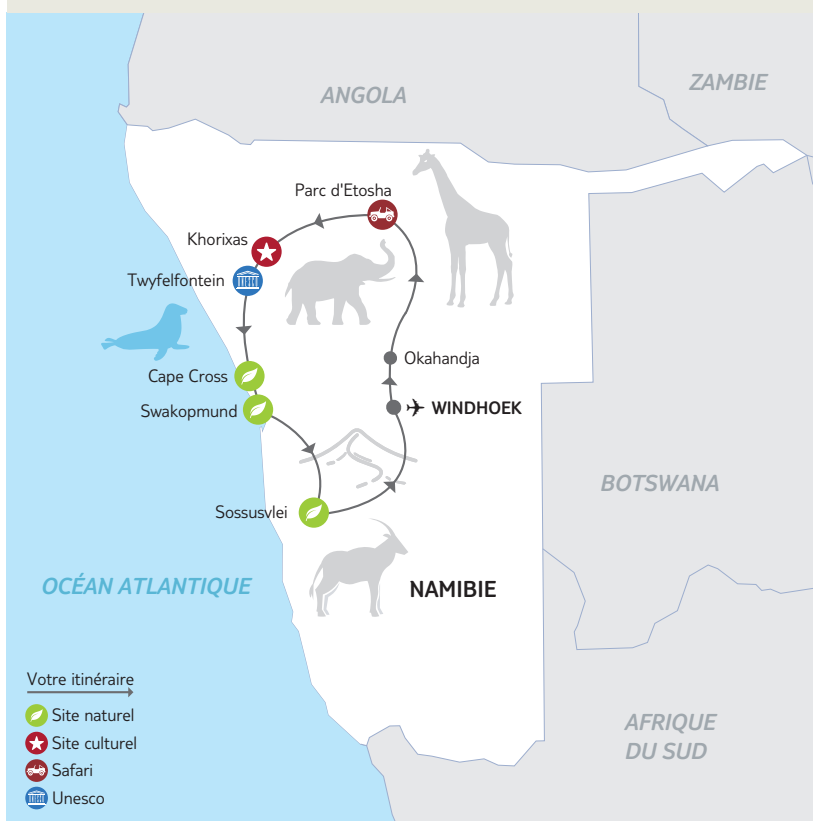 ANGOLA
ZAMBIE
Parc d'Etosha
Khorixas
Twyfelfontein
Okahandja
Cape Cross
Swakopmund
WINDHOEK
Sossusvlei
BOTSWANA
OCÉAN ATLANTIQUE
NAMIBIE
Votre itinéraire
Site naturel
Site culturel
Safari
Unesco
AFRIQUE
DU SUD